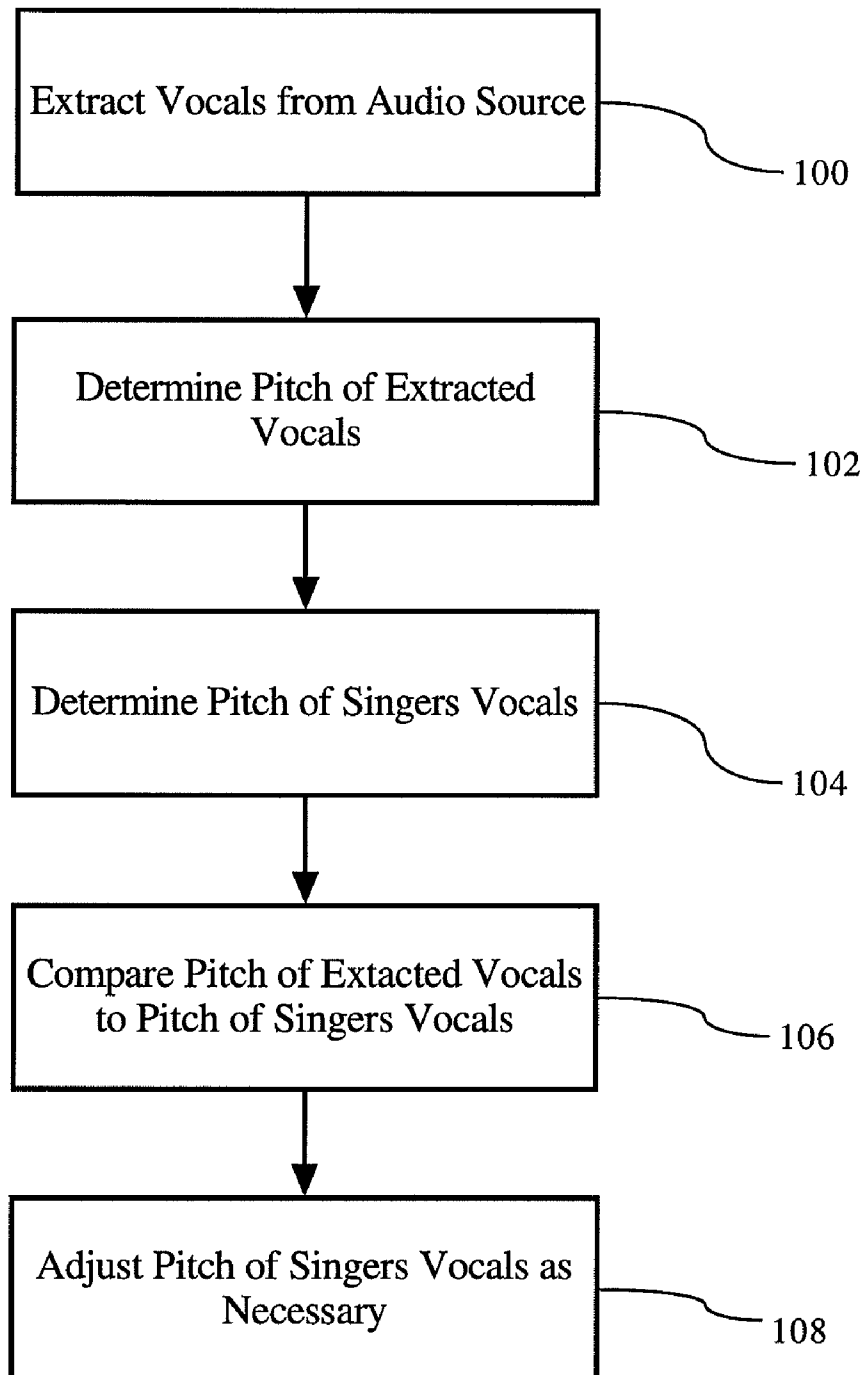 Extract Vocals from Audio Source
100
Determine Pitch of Extracted
Vocals
102
Determine Pitch of Singers Vocals
104
Compare Pitch of Extacted Vocals
to Pitch of Singers Vocals
106
Adjust Pitch of Singers Vocals as
Necessary
108